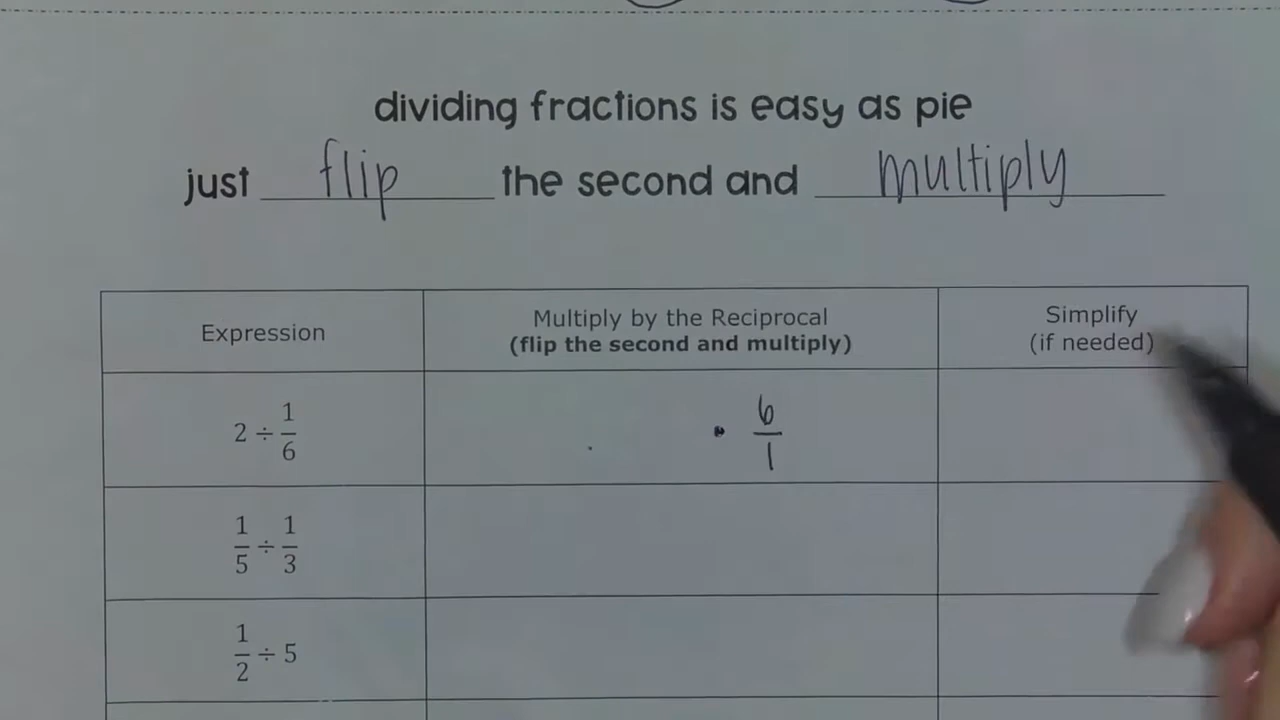 dividing fractions is easy as pie
just flip the second and multiply
Expression
Multiply by the Reciprocal
(flip the second and multiply)
Simplify
(if needed)
2 ÷ 1/6
· 6/1
1/5 ÷ 1/3
1/2 ÷ 5